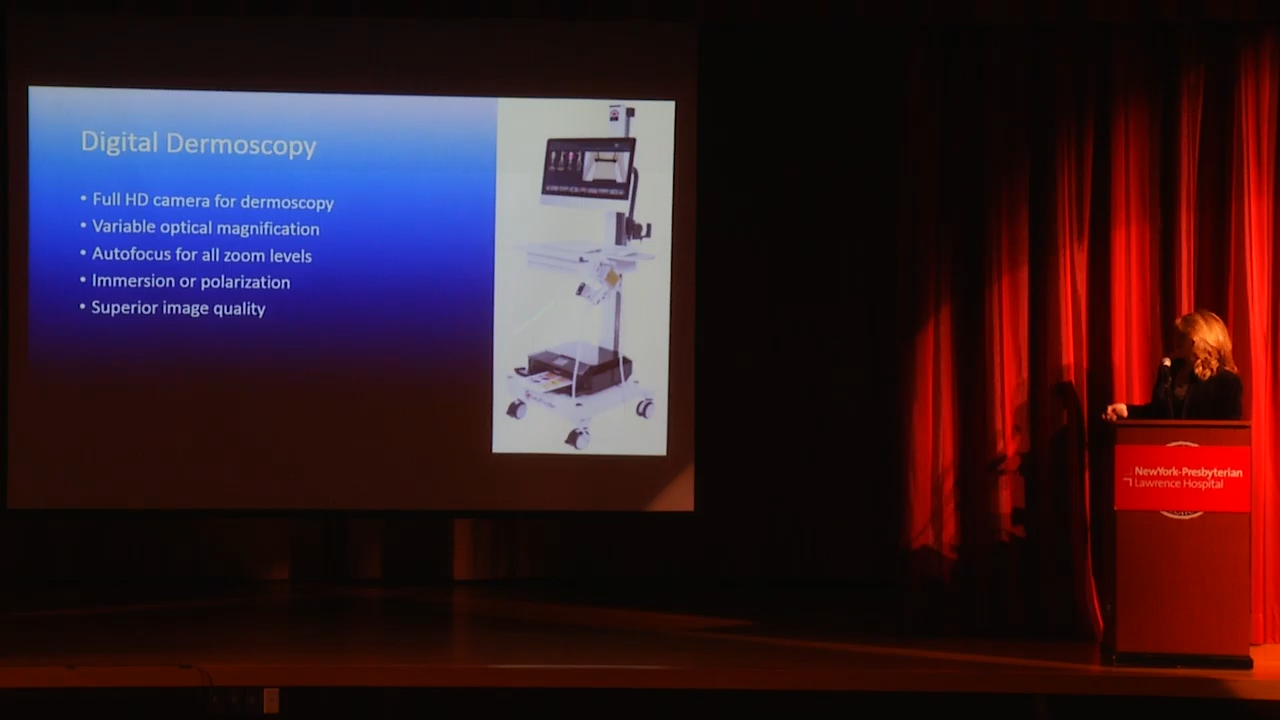 Digital Dermoscopy
• Full HD camera for dermoscopy
• Variable optical magnification
• Autofocus for all zoom levels
• Immersion or polarization
• Superior image quality
NewYork-Presbyterian
Lawrence Hospital